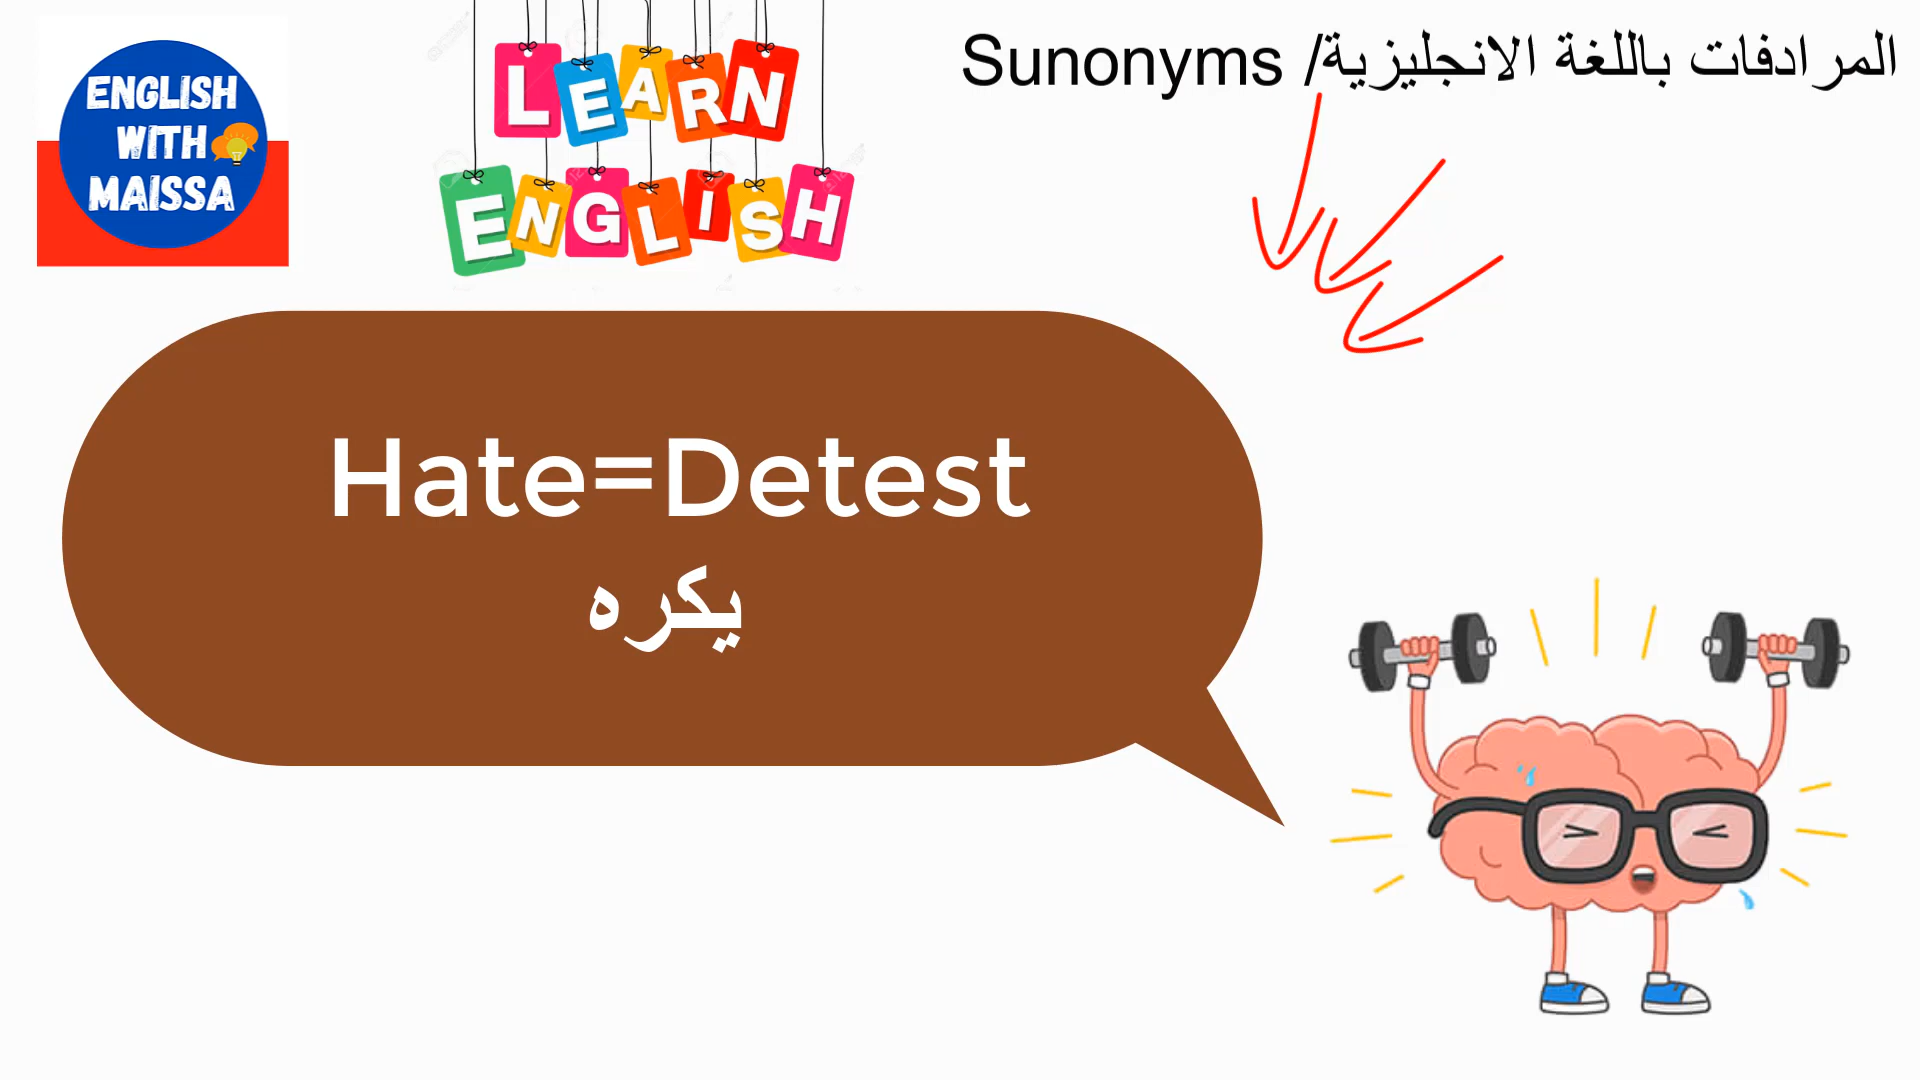 ENGLISH
WITH
MAISSA
LEARN
ENGLISH
Sunonyms /المرادفات باللغة الانجليزية
Hate=Detest
يكره